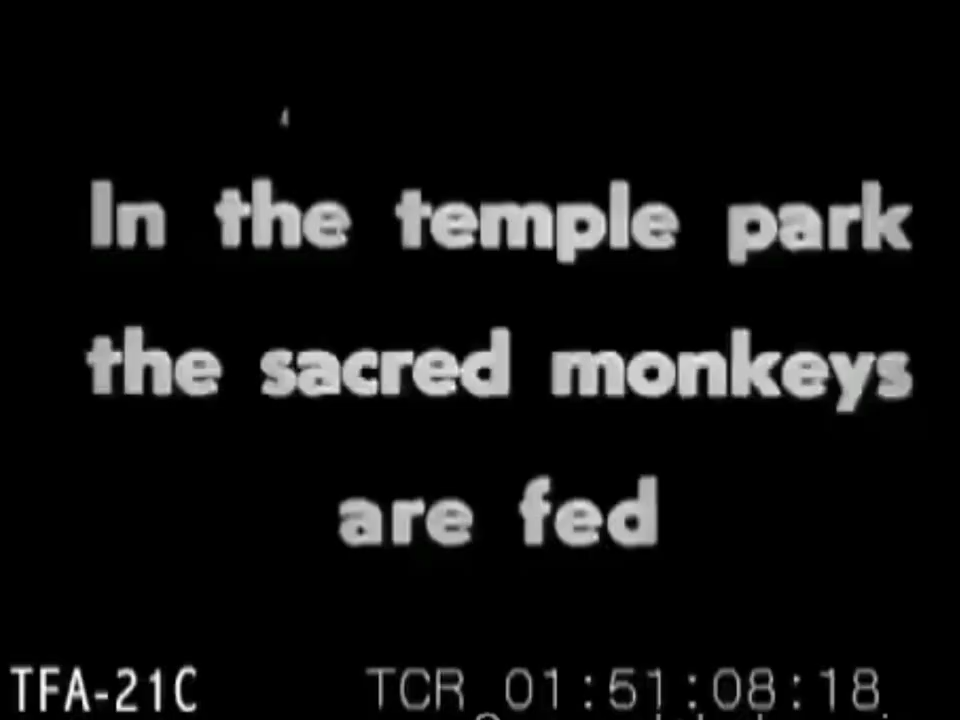 In the temple park
the sacred monkeys
are fed
TFA-21C TCR 01:51:08:18